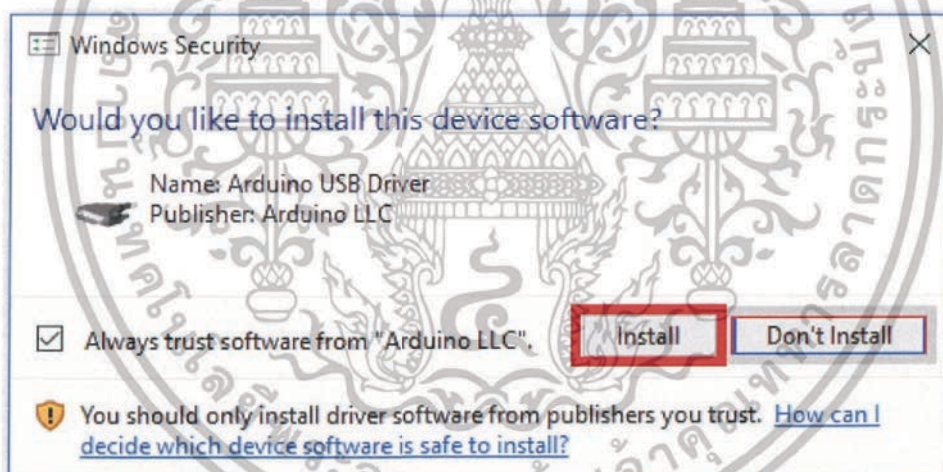 Windows Security
Would you like to install this device software?
Name: Arduino USB Driver
Publisher: Arduino LLC
Always trust software from "Arduino LLC".
Install
Don't Install
You should only install driver software from publishers you trust. How can I
decide which device software is safe to install?